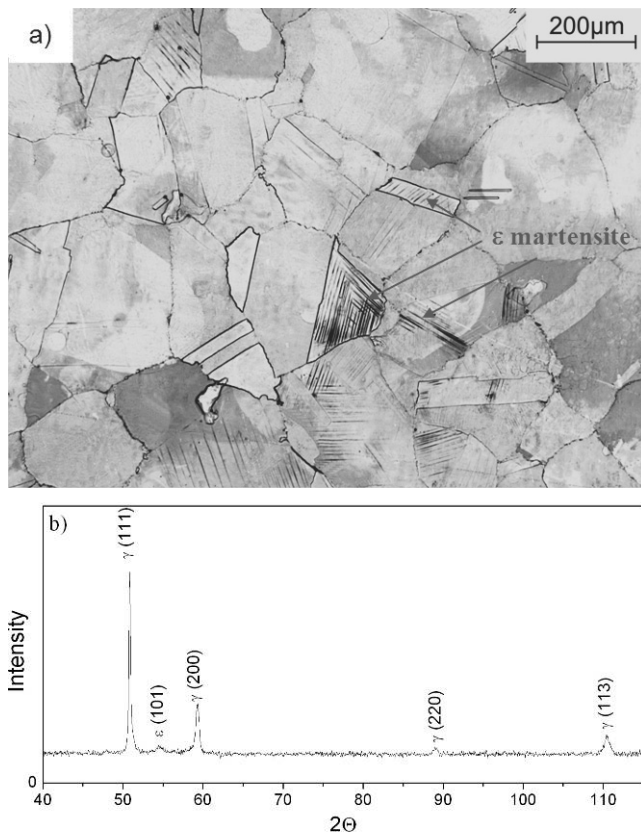 a)
200µm
ε martensite
b)
Intensity
γ (111)
ε (101)
γ (200)
γ (220)
γ (113)
0
40 50 60 70 80 90 100 110
2Θ